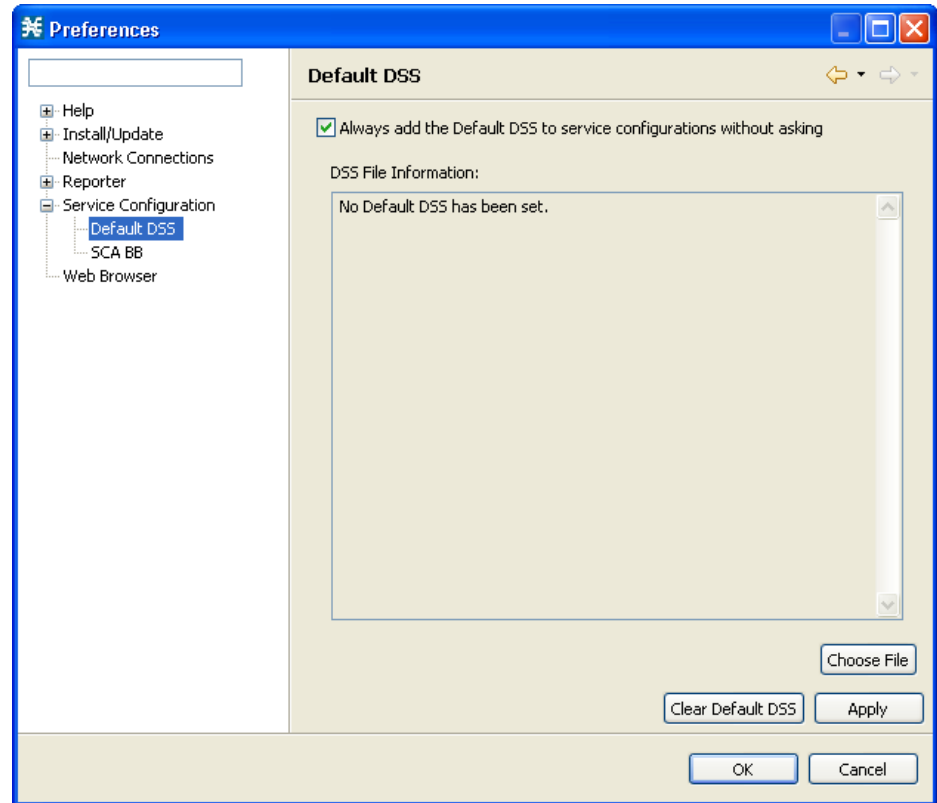 Preferences
Default DSS
Help
Install/Update
Network Connections
Reporter
Service Configuration
Default DSS
SCA BB
Web Browser
Always add the Default DSS to service configurations without asking
DSS File Information:
No Default DSS has been set.
Choose File
Clear Default DSS
Apply
OK
Cancel